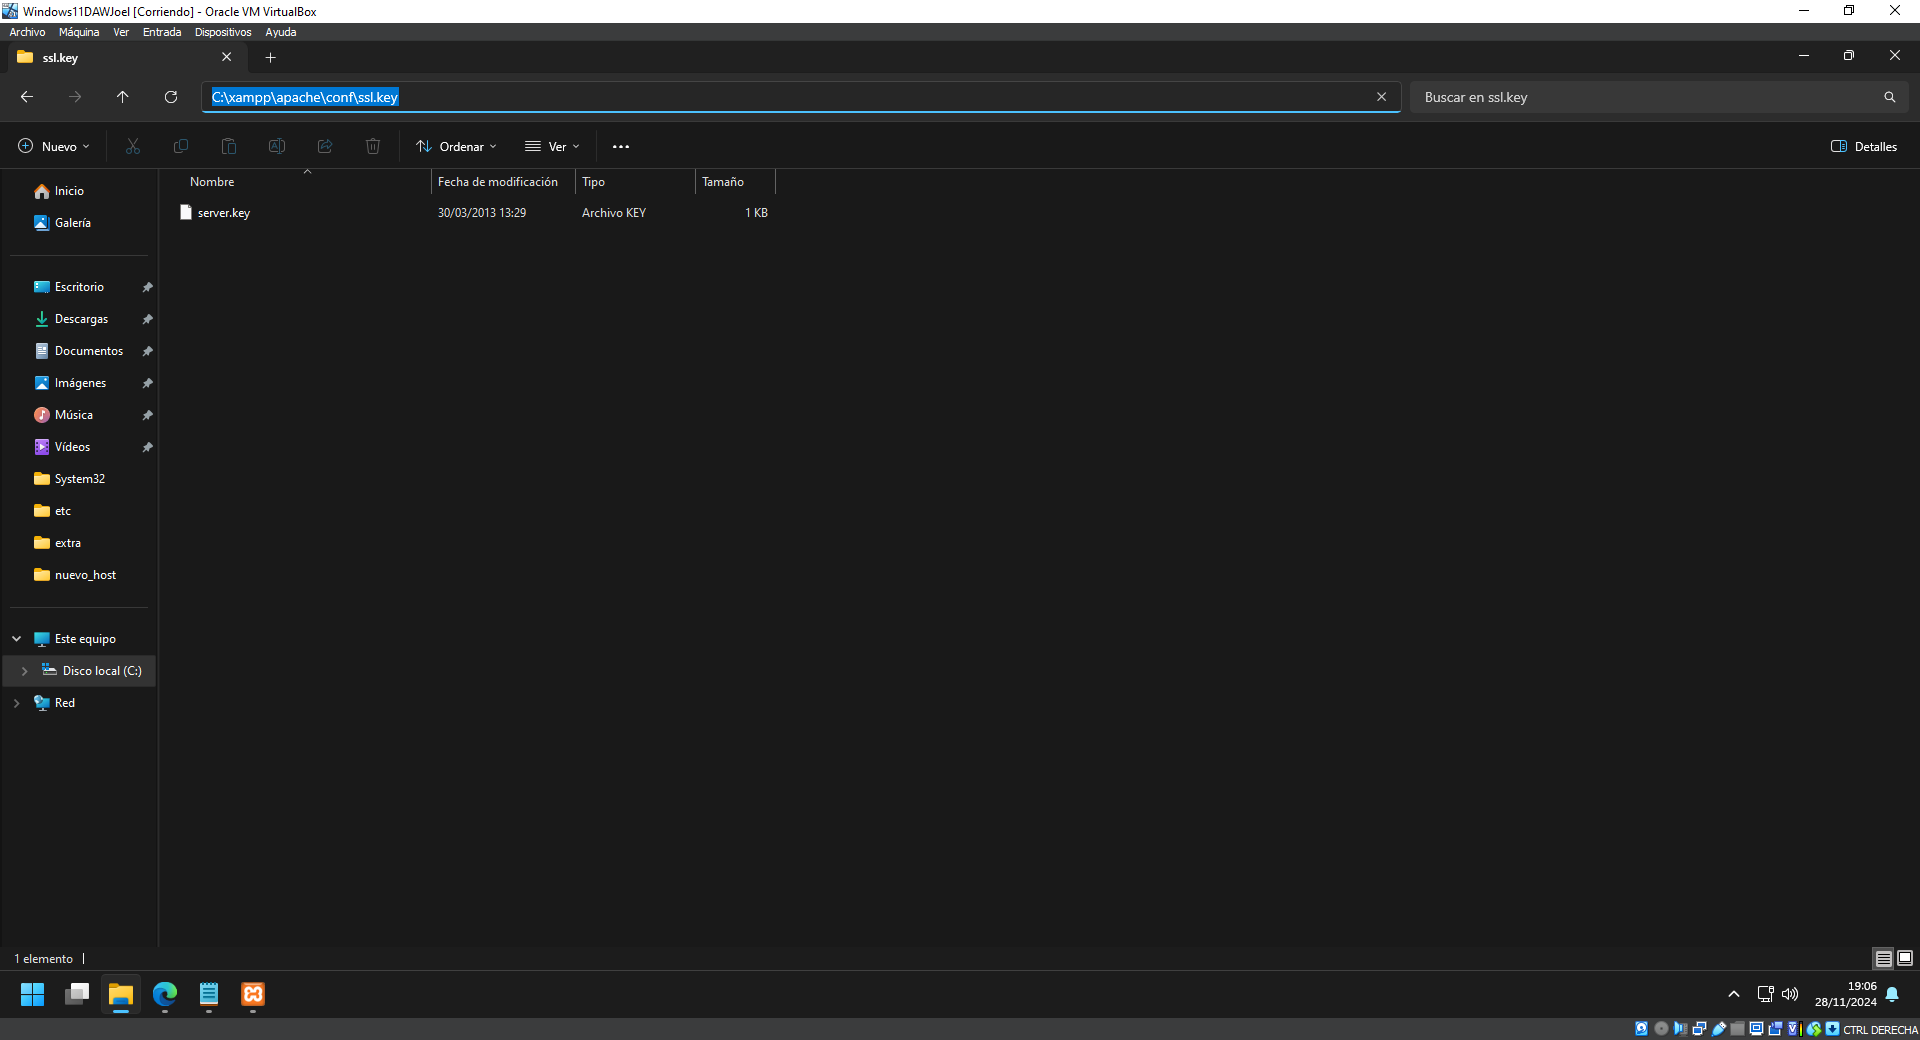 Windows11DAWJoel [Corriendo] - Oracle VM VirtualBox
Archivo Máquina Ver Entrada Dispositivos Ayuda
ssl.key
C:\xampp\apache\conf\ssl.key
Buscar en ssl.key
Nuevo
Ordenar
Ver
Detalles
Nombre Fecha de modificación Tipo Tamaño
server.key 30/03/2013 13:29 Archivo KEY 1 KB
Inicio
Galería
Escritorio
Descargas
Documentos
Imágenes
Música
Vídeos
System32
etc
extra
nuevo_host
Este equipo
Disco local (C:)
Red
1 elemento
19:06
28/11/2024
CTRL DERECHA